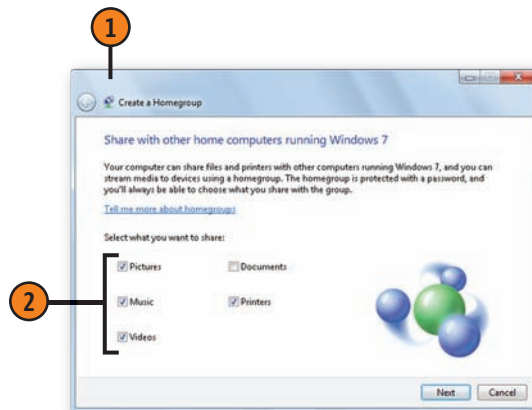 1
Create a Homegroup
Share with other home computers running Windows 7
Your computer can share files and printers with other computers running Windows 7, and you can
stream media to devices using a homegroup. The homegroup is protected with a password, and
you'll always be able to choose what you share with the group.
Tell me more about homegroups
Select what you want to share:
Pictures Documents
2
Music Printers
Videos
Next Cancel